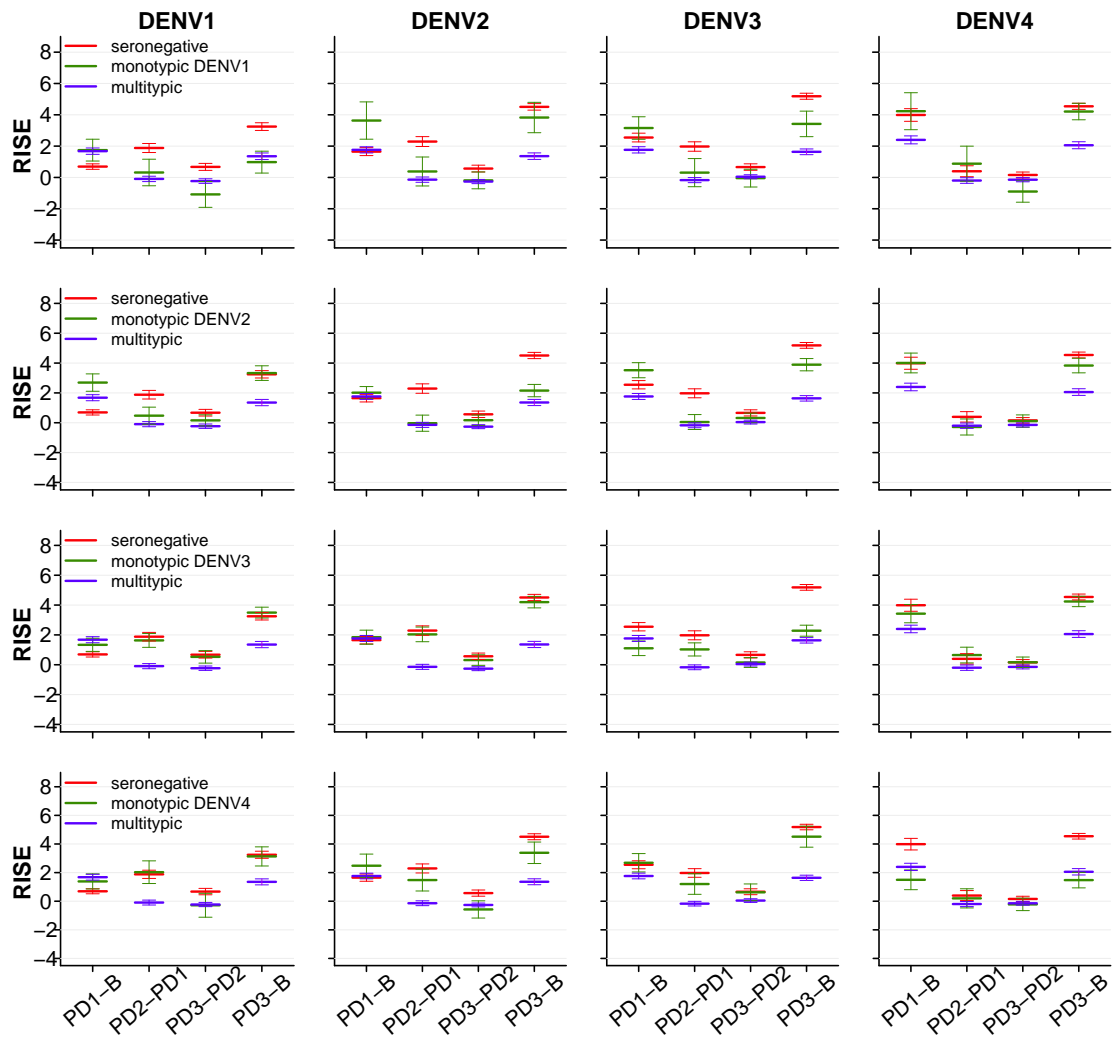 DENV1 DENV2 DENV3 DENV4
RISE
8
6
4
2
0
–2
–4
seronegative
monotypic DENV1
multitypic
RISE
8
6
4
2
0
–2
–4
seronegative
monotypic DENV2
multitypic
RISE
8
6
4
2
0
–2
–4
seronegative
monotypic DENV3
multitypic
RISE
8
6
4
2
0
–2
–4
seronegative
monotypic DENV4
multitypic
PD1–B PD2–PD1 PD3–PD2 PD3–B PD1–B PD2–PD1 PD3–PD2 PD3–B PD1–B PD2–PD1 PD3–PD2 PD3–B PD1–B PD2–PD1 PD3–PD2 PD3–B